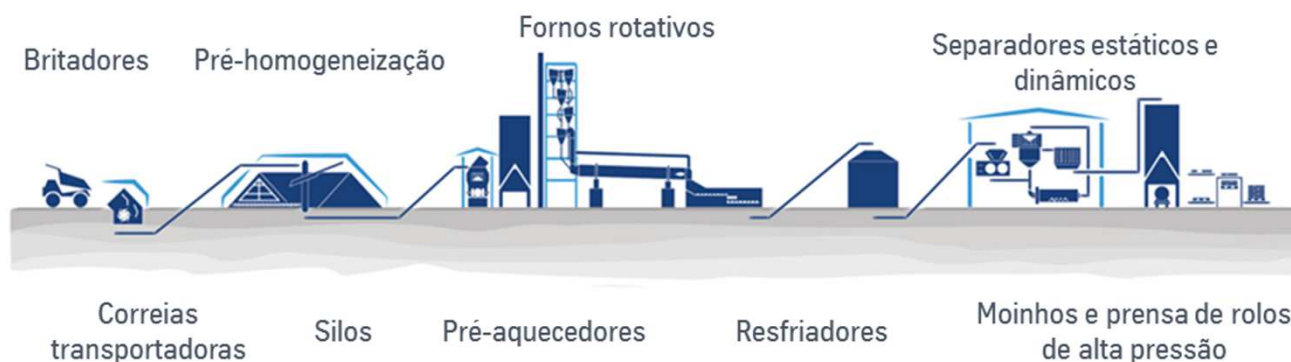 Fornos rotativos
Britadores
Pré-homogeneização
Separadores estáticos e
dinâmicos
Correias
transportadoras
Silos
Pré-aquecedores
Resfriadores
Moinhos e prensa de rolos
de alta pressão